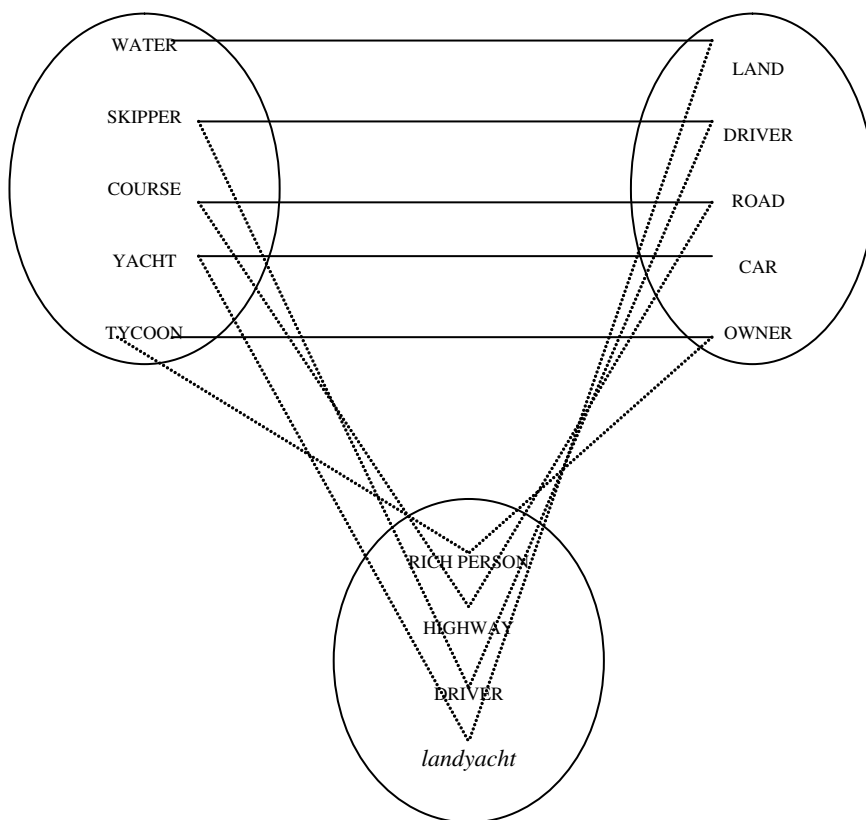 WATER
SKIPPER
COURSE
YACHT
TYCOON
LAND
DRIVER
ROAD
CAR
OWNER
RICH PERSON
HIGHWAY
DRIVER
landyacht